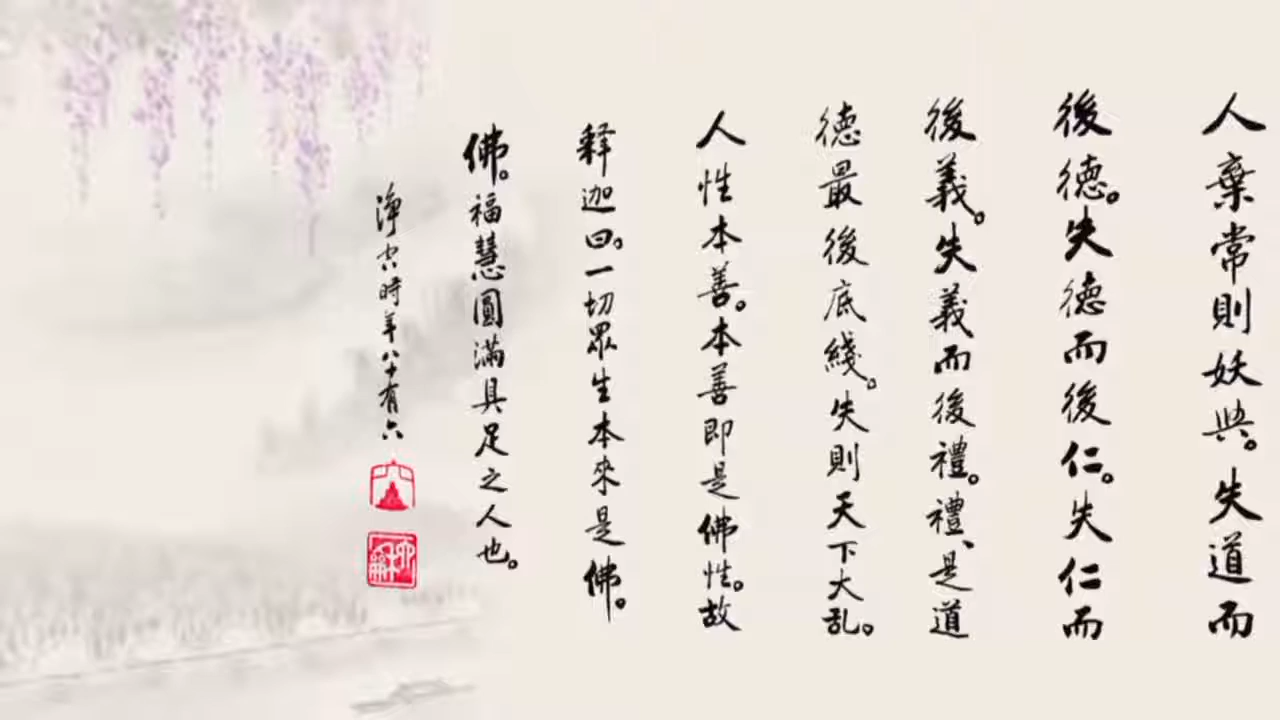 人棄常則妖興。失道而
後德。失德而後仁。失仁而
後義。失義而後禮。禮、是道
德最後底綫。失則天下大乱。
人性本善。本善即是佛性。故
释迦曰。一切眾生本來是佛。
佛。福慧圓滿具足之人也。
淨空時年八十有六